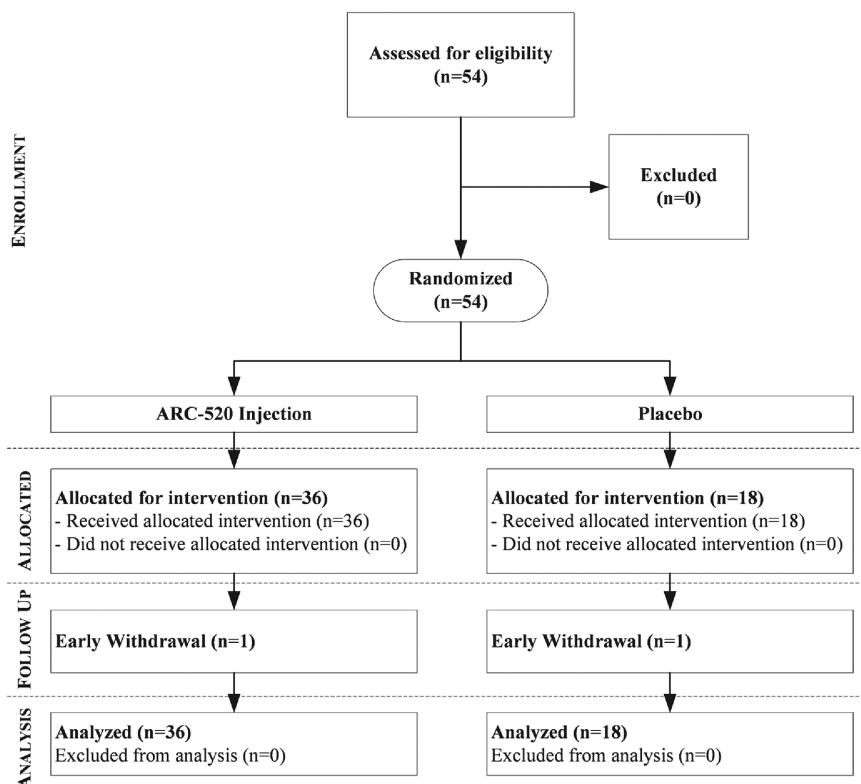 Assessed for eligibility
(n=54)
Excluded
(n=0)
ENROLLMENT
Randomized
(n=54)
ARC-520 Injection
Placebo
ALLOCATED
Allocated for intervention (n=36)
- Received allocated intervention (n=36)
- Did not receive allocated intervention (n=0)
Allocated for intervention (n=18)
- Received allocated intervention (n=18)
- Did not receive allocated intervention (n=0)
FOLLOW UP
Early Withdrawal (n=1)
Early Withdrawal (n=1)
ANALYSIS
Analyzed (n=36)
Excluded from analysis (n=0)
Analyzed (n=18)
Excluded from analysis (n=0)